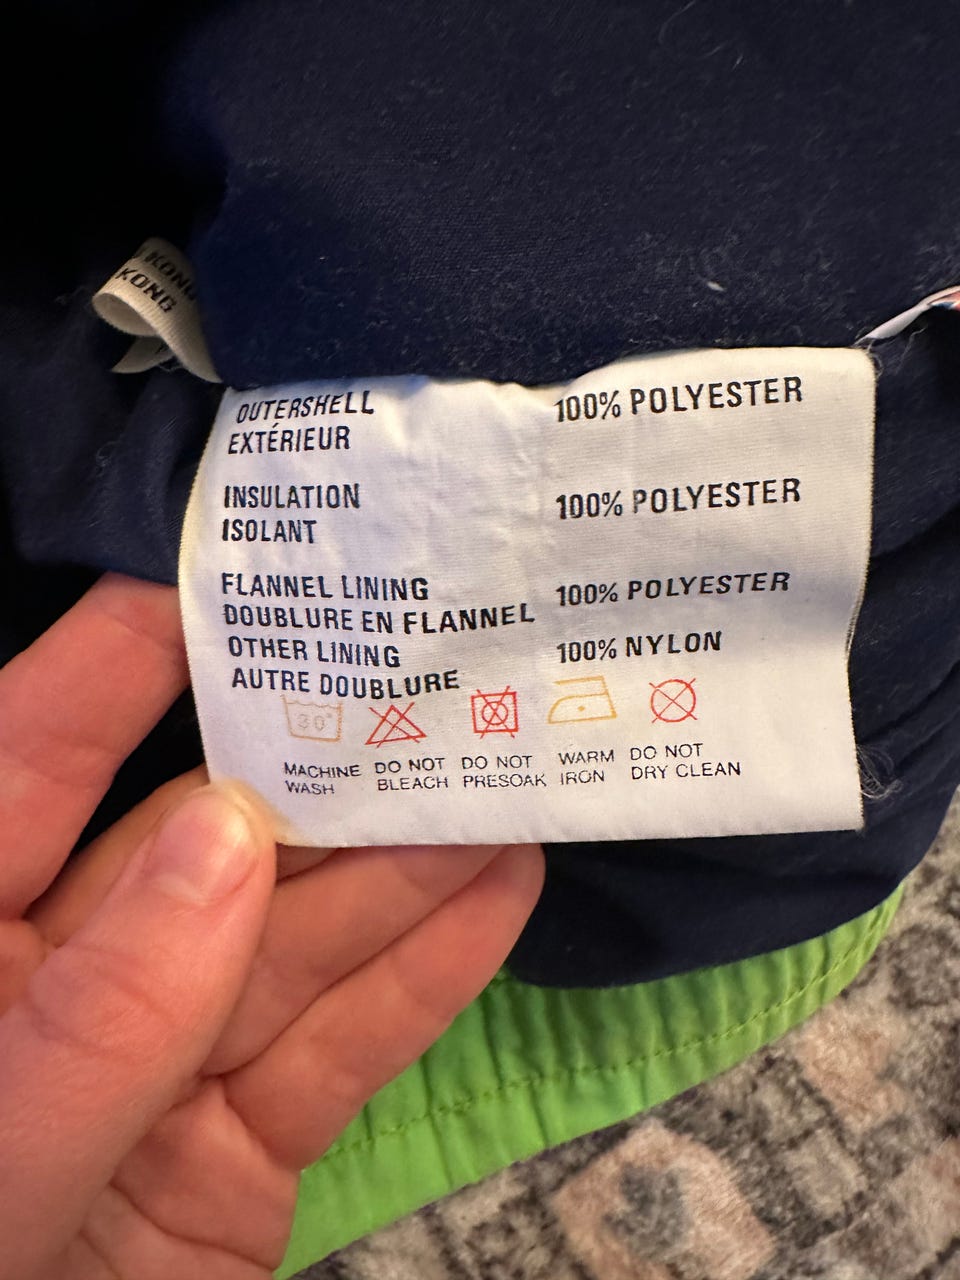 KONG
KONG
OUTERSHELL 100% POLYESTER
EXTÉRIEUR
INSULATION 100% POLYESTER
ISOLANT
FLANNEL LINING 100% POLYESTER
DOUBLURE EN FLANNEL
OTHER LINING 100% NYLON
AUTRE DOUBLURE
30°
MACHINE WASH
DO NOT BLEACH
DO NOT PRESOAK
WARM IRON
DO NOT DRY CLEAN